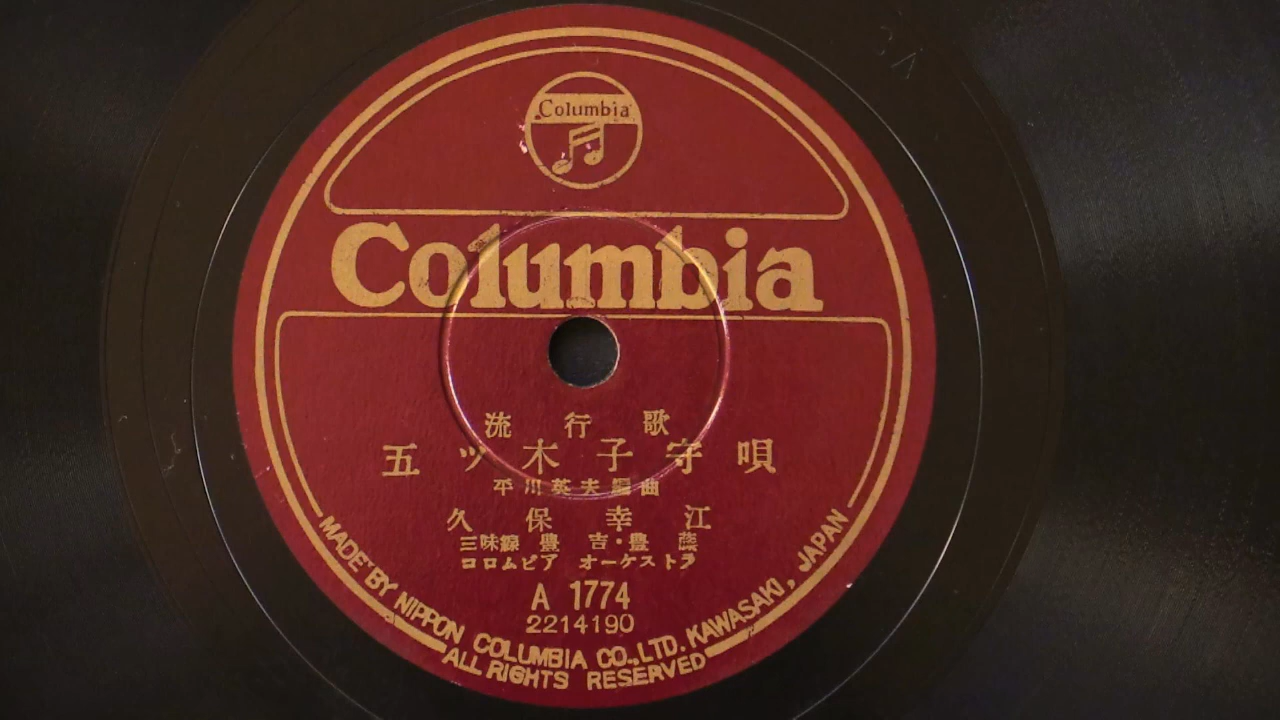 Columbia
Columbia
流行歌
五ッ木子守唄
平川英夫編曲
久保幸江
三味線 豊吉・豊藤
コロムビア オーケストラ
A 1774
2214190
MADE BY NIPPON COLUMBIA CO., LTD. KAWASAKI, JAPAN
ALL RIGHTS RESERVED